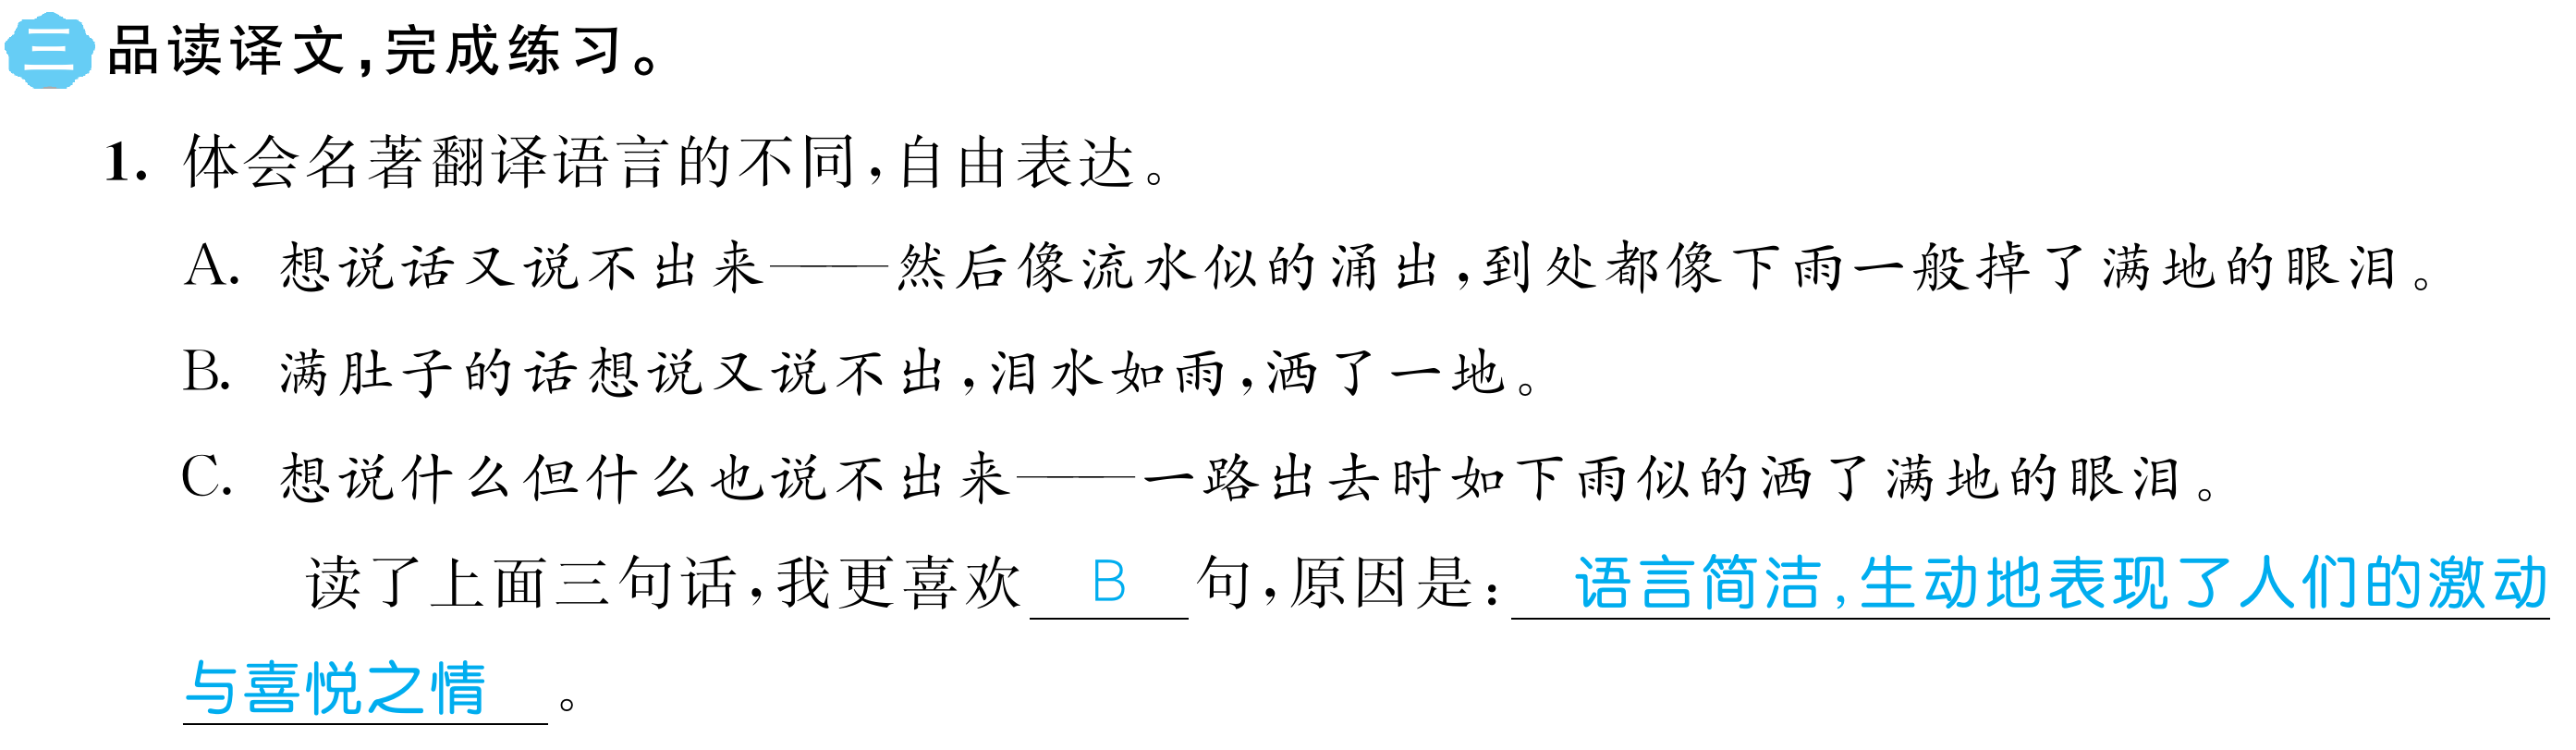 三 品读译文,完成练习。
1. 体会名著翻译语言的不同,自由表达。
A. 想说话又说不出来——然后像流水似的涌出,到处都像下雨一般掉了满地的眼泪。
B. 满肚子的话想说又说不出,泪水如雨,洒了一地。
C. 想说什么但什么也说不出来——一路出去时如下雨似的洒了满地的眼泪。
读了上面三句话,我更喜欢 B 句,原因是: 语言简洁,生动地表现了人们的激动
与喜悦之情 。